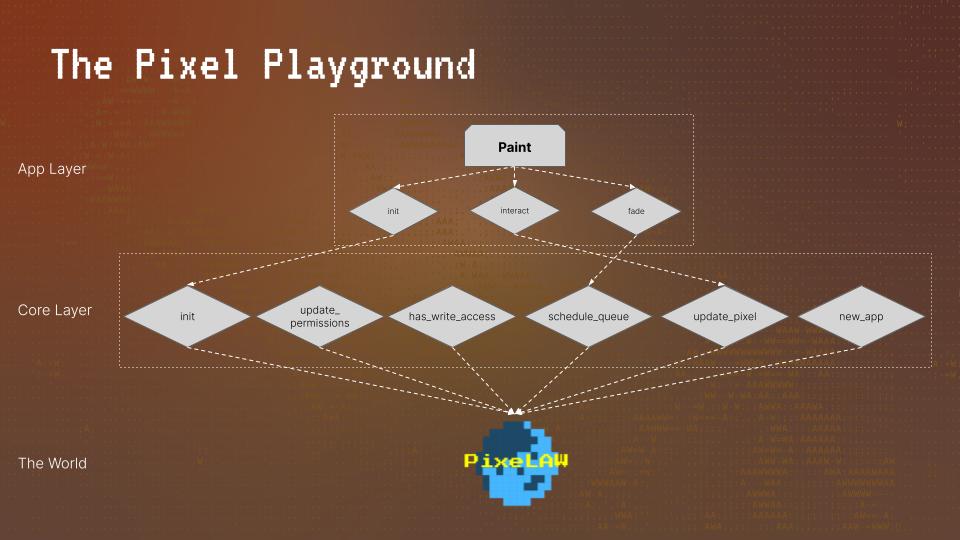 The Pixel Playground
App Layer
Paint
init
interact
fade
Core Layer
init
update_
permissions
has_write_access
schedule_queue
update_pixel
new_app
The World
PixeLAW